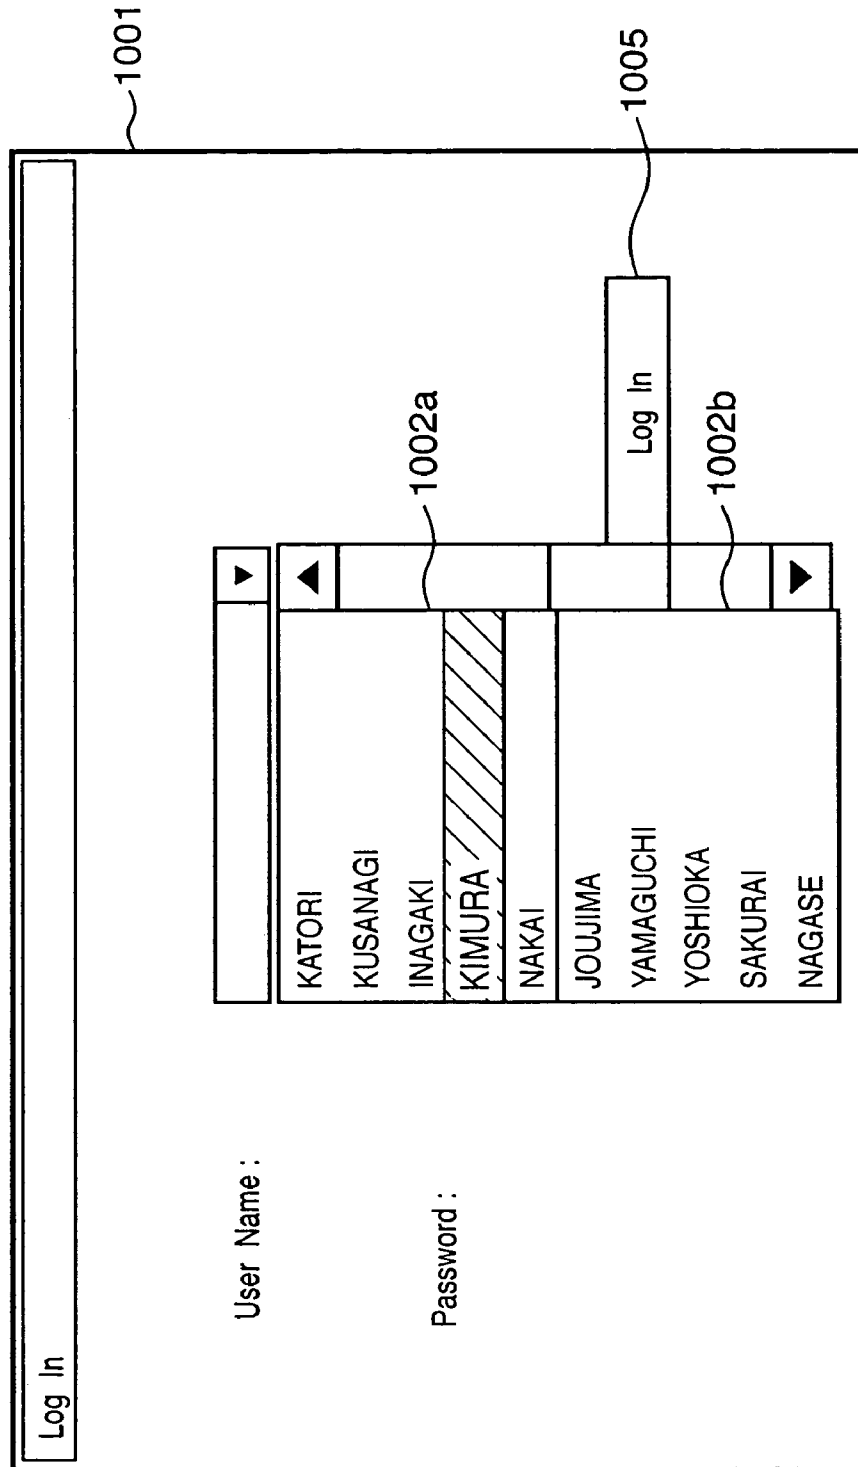 Log In
1001
User Name :
KATORI
KUSANAGI
INAGAKI
KIMURA
NAKAI
JOUJIMA
YAMAGUCHI
YOSHIOKA
SAKURAI
NAGASE
1002a
Password :
Log In
1005
1002b